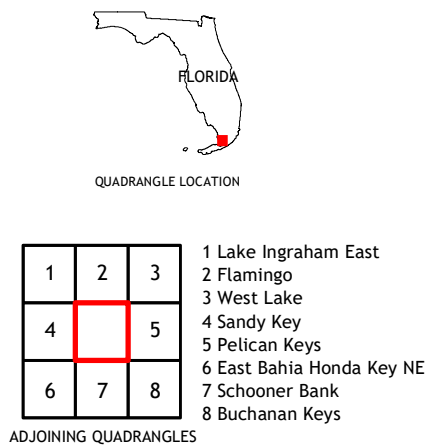 FLORIDA
QUADRANGLE LOCATION
1 2 3
4 5
6 7 8
1 Lake Ingraham East
2 Flamingo
3 West Lake
4 Sandy Key
5 Pelican Keys
6 East Bahia Honda Key NE
7 Schooner Bank
8 Buchanan Keys
ADJOINING QUADRANGLES